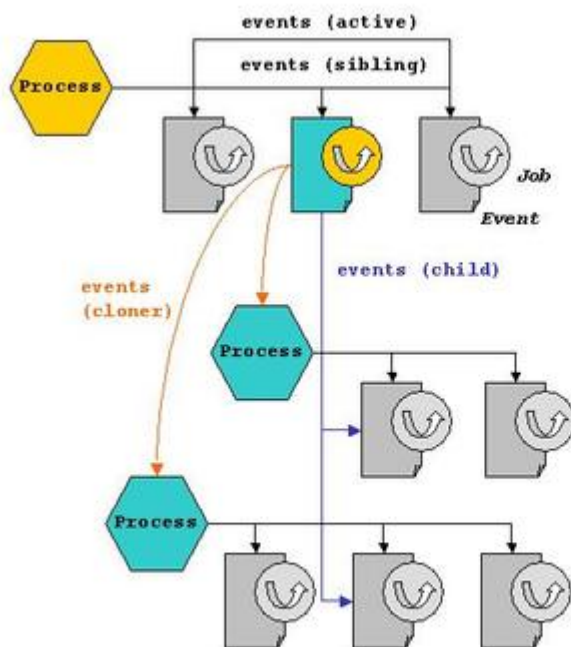 events (active)
events (sibling)
Process
Job
Event
events (child)
events
(cloner)
Process
Process